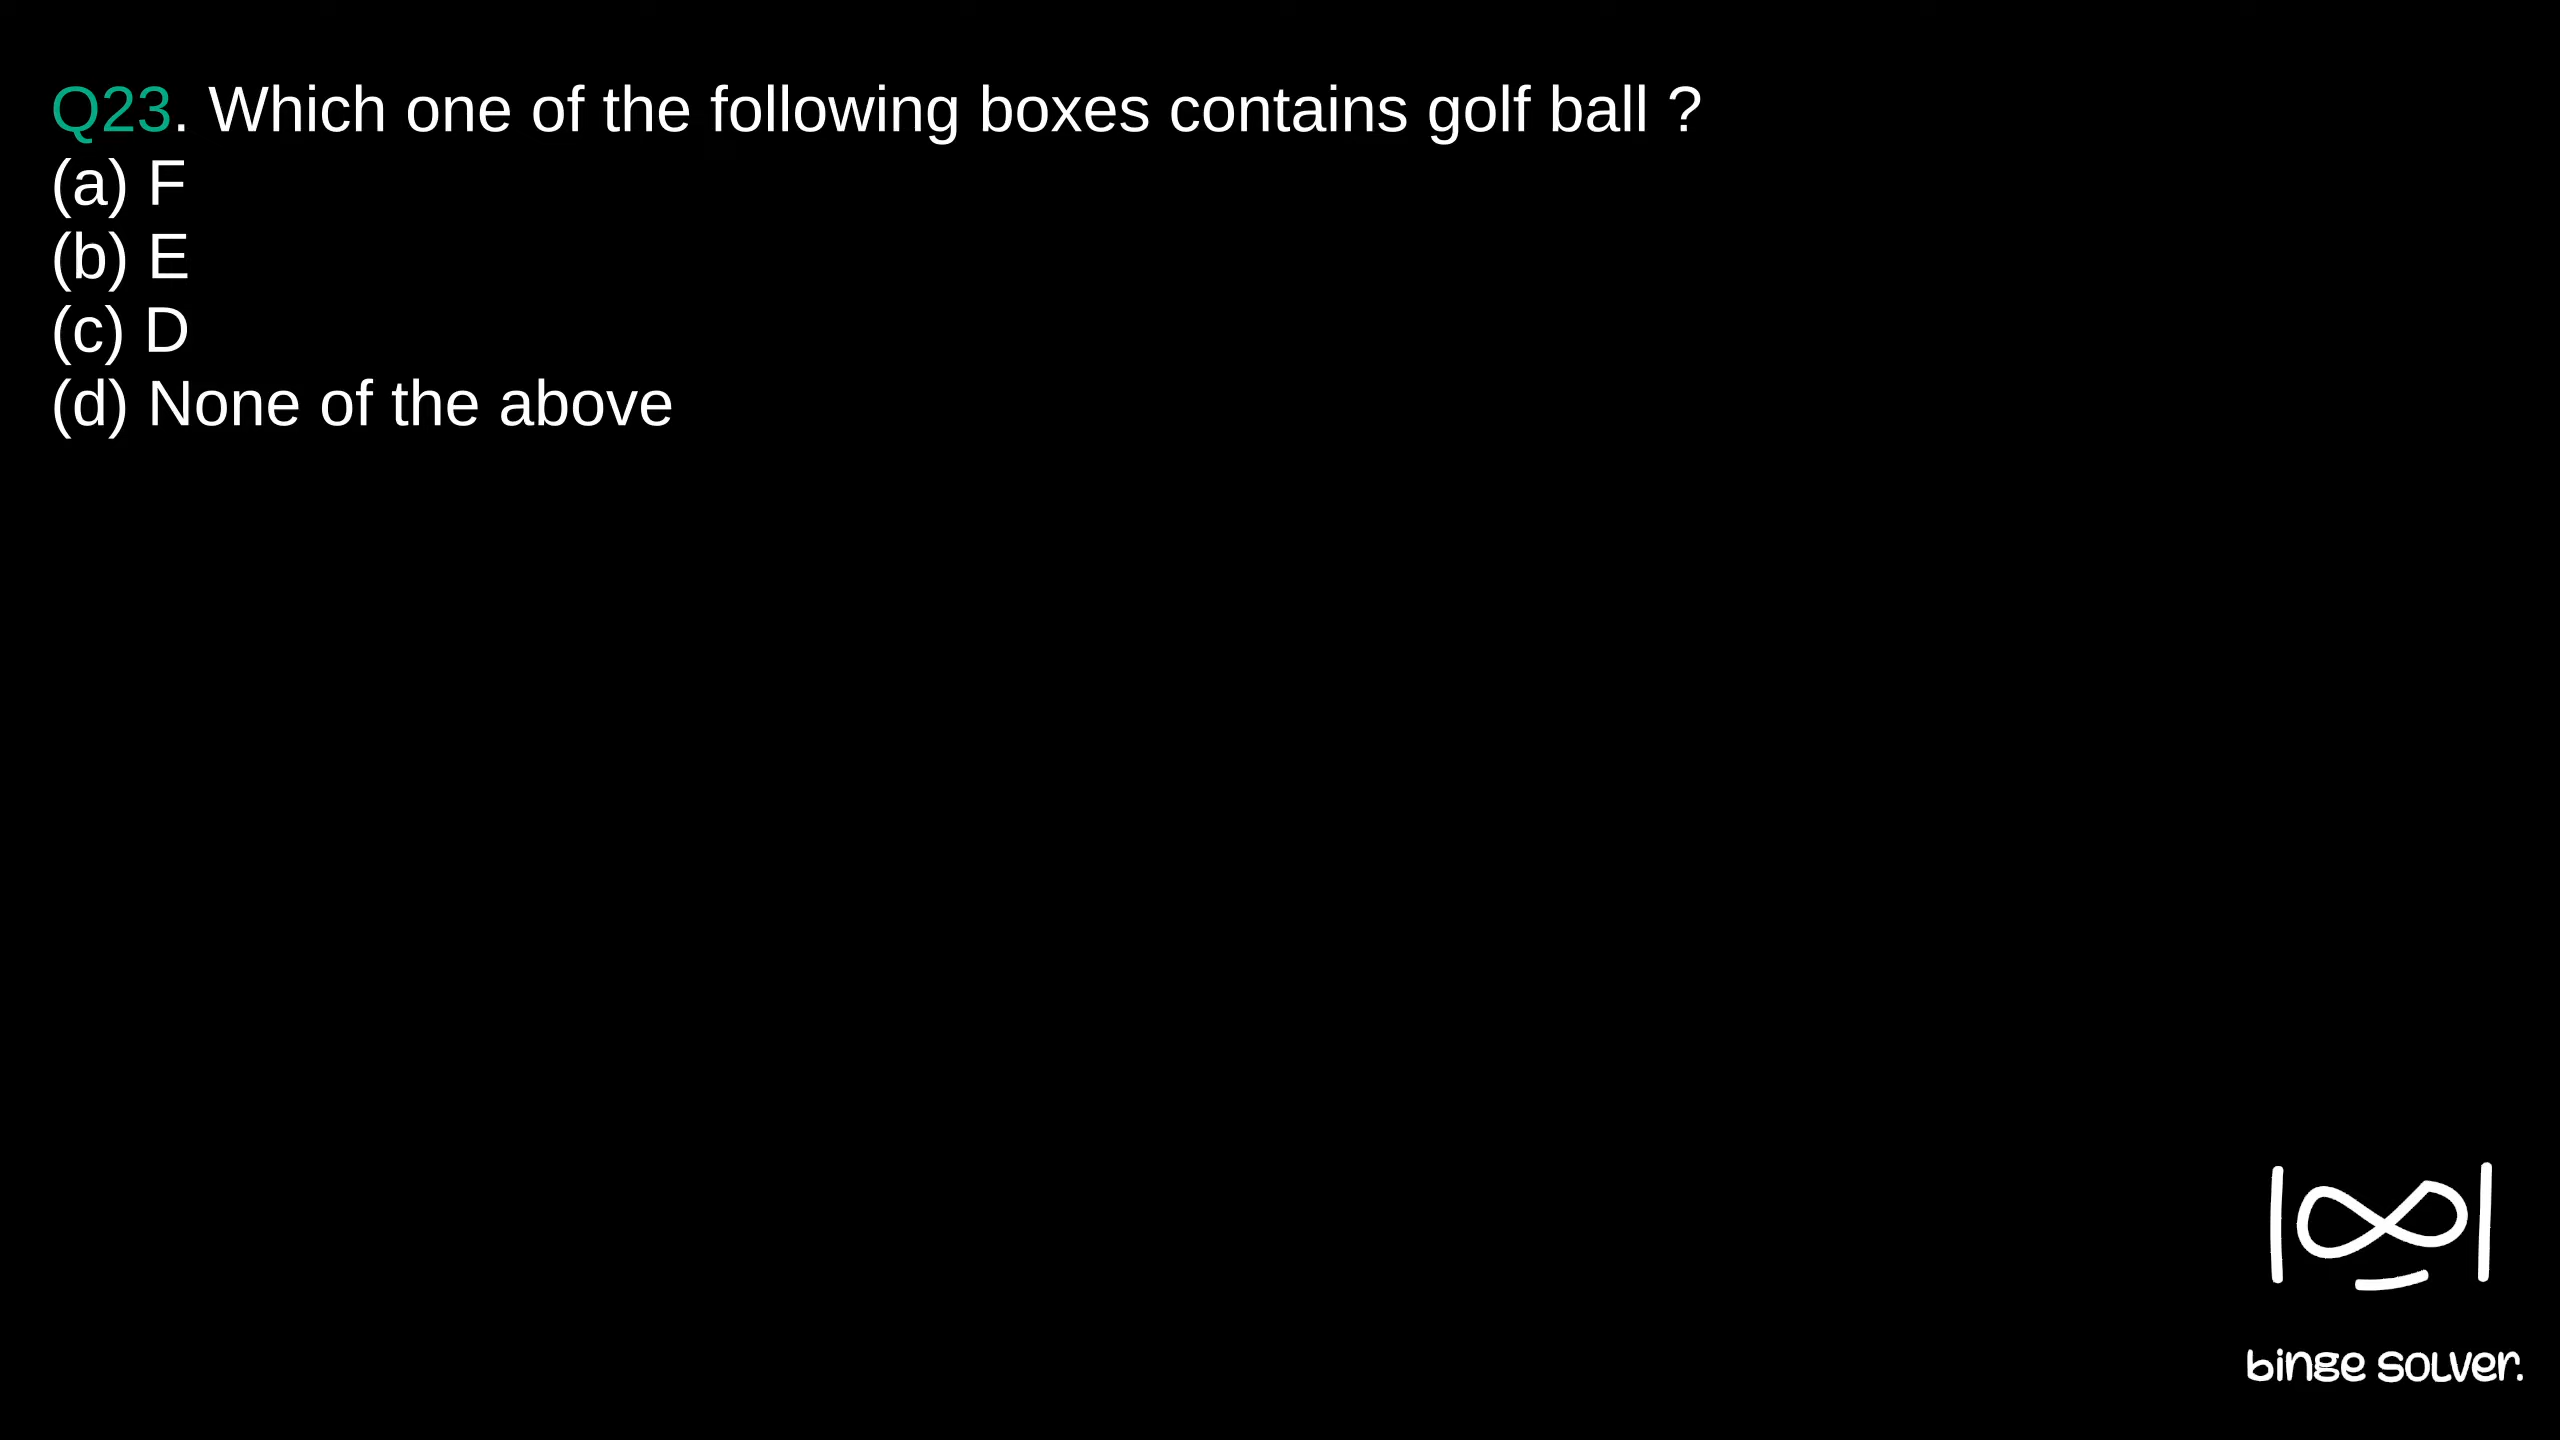 Q23. Which one of the following boxes contains golf ball ?
(a) F
(b) E
(c) D
(d) None of the above
binge solver.